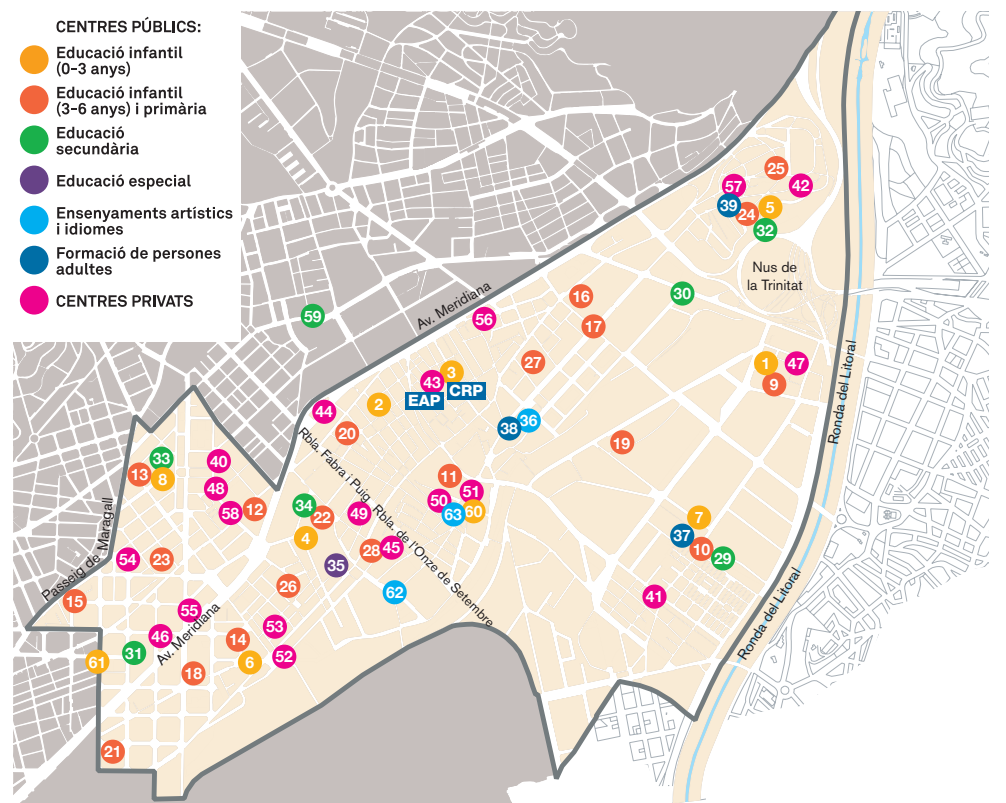 CENTRES PÚBLICS:
Educació infantil
(0–3 anys)
Educació infantil
(3–6 anys) i primària
Educació
secundària
Educació especial
Ensenyaments artístics
i idiomes
Formació de persones
adultes
CENTRES PRIVATS
25
57
42
39
24
5
32
Nus de
la Trinitat
Av. Meridiana
16
30
59
56
17
27
1
47
9
3
43
CRP
EAP
2
44
36
38
20
19
Rbla. Fabra i Puig
Rbla. de l'Onze de Setembre
Ronda del Litoral
33
40
13
8
48
11
51
50
58
12
34
22
49
63
60
4
7
37
10
29
Passeig de Maragall
54
23
28
45
35
26
62
41
15
55
46
Av. Meridiana
53
14
31
61
6
52
18
Ronda del Litoral
21